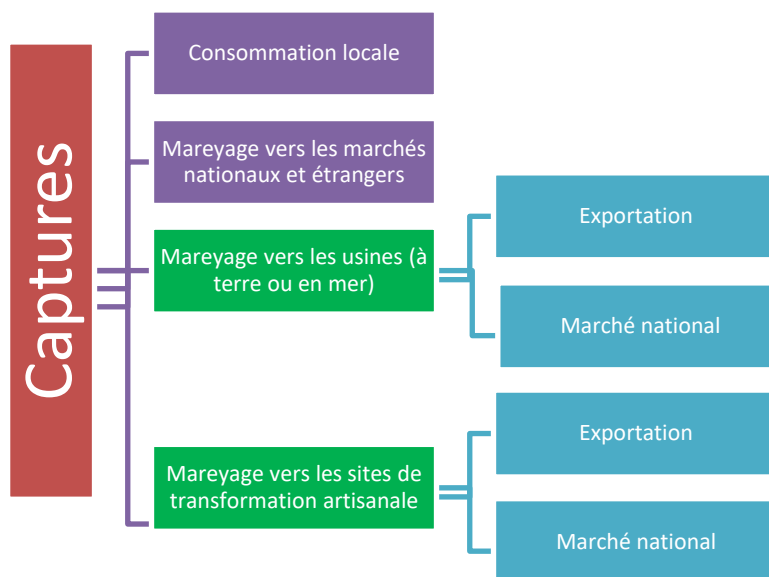 Captures
Consommation locale
Mareyage vers les marchés
nationaux et étrangers
Mareyage vers les usines (à
terre ou en mer)
Exportation
Marché national
Mareyage vers les sites de
transformation artisanale
Exportation
Marché national